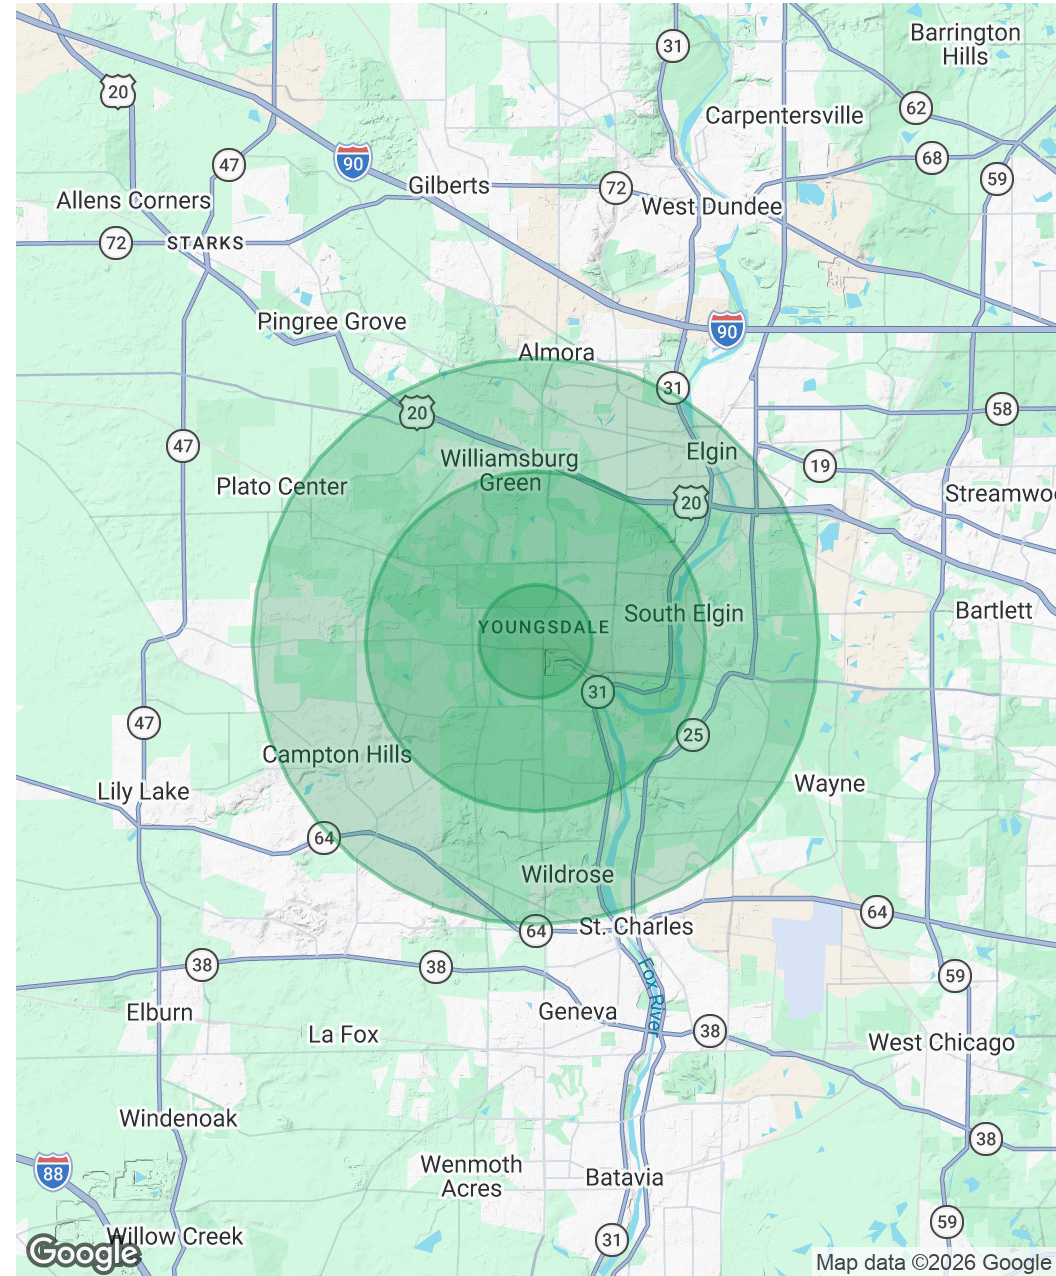 Barrington
Hills
31
20
62
Carpentersville
68
90
47
59
Gilberts
72
Allens Corners
West Dundee
72
STARKS
Pingree Grove
90
Almora
31
20
58
47
Elgin
Williamsburg
Green
19
Plato Center
Streamwoo
20
Bartlett
South Elgin
YOUNGSDALE
31
47
25
Campton Hills
Wayne
Lily Lake
64
Wildrose
64
64
St. Charles
38
38
59
Fox River
Elburn
Geneva
La Fox
38
West Chicago
Windenoak
38
88
Wenmoth
Acres
Batavia
59
Willow Creek
31
Google
Map data ©2026 Google